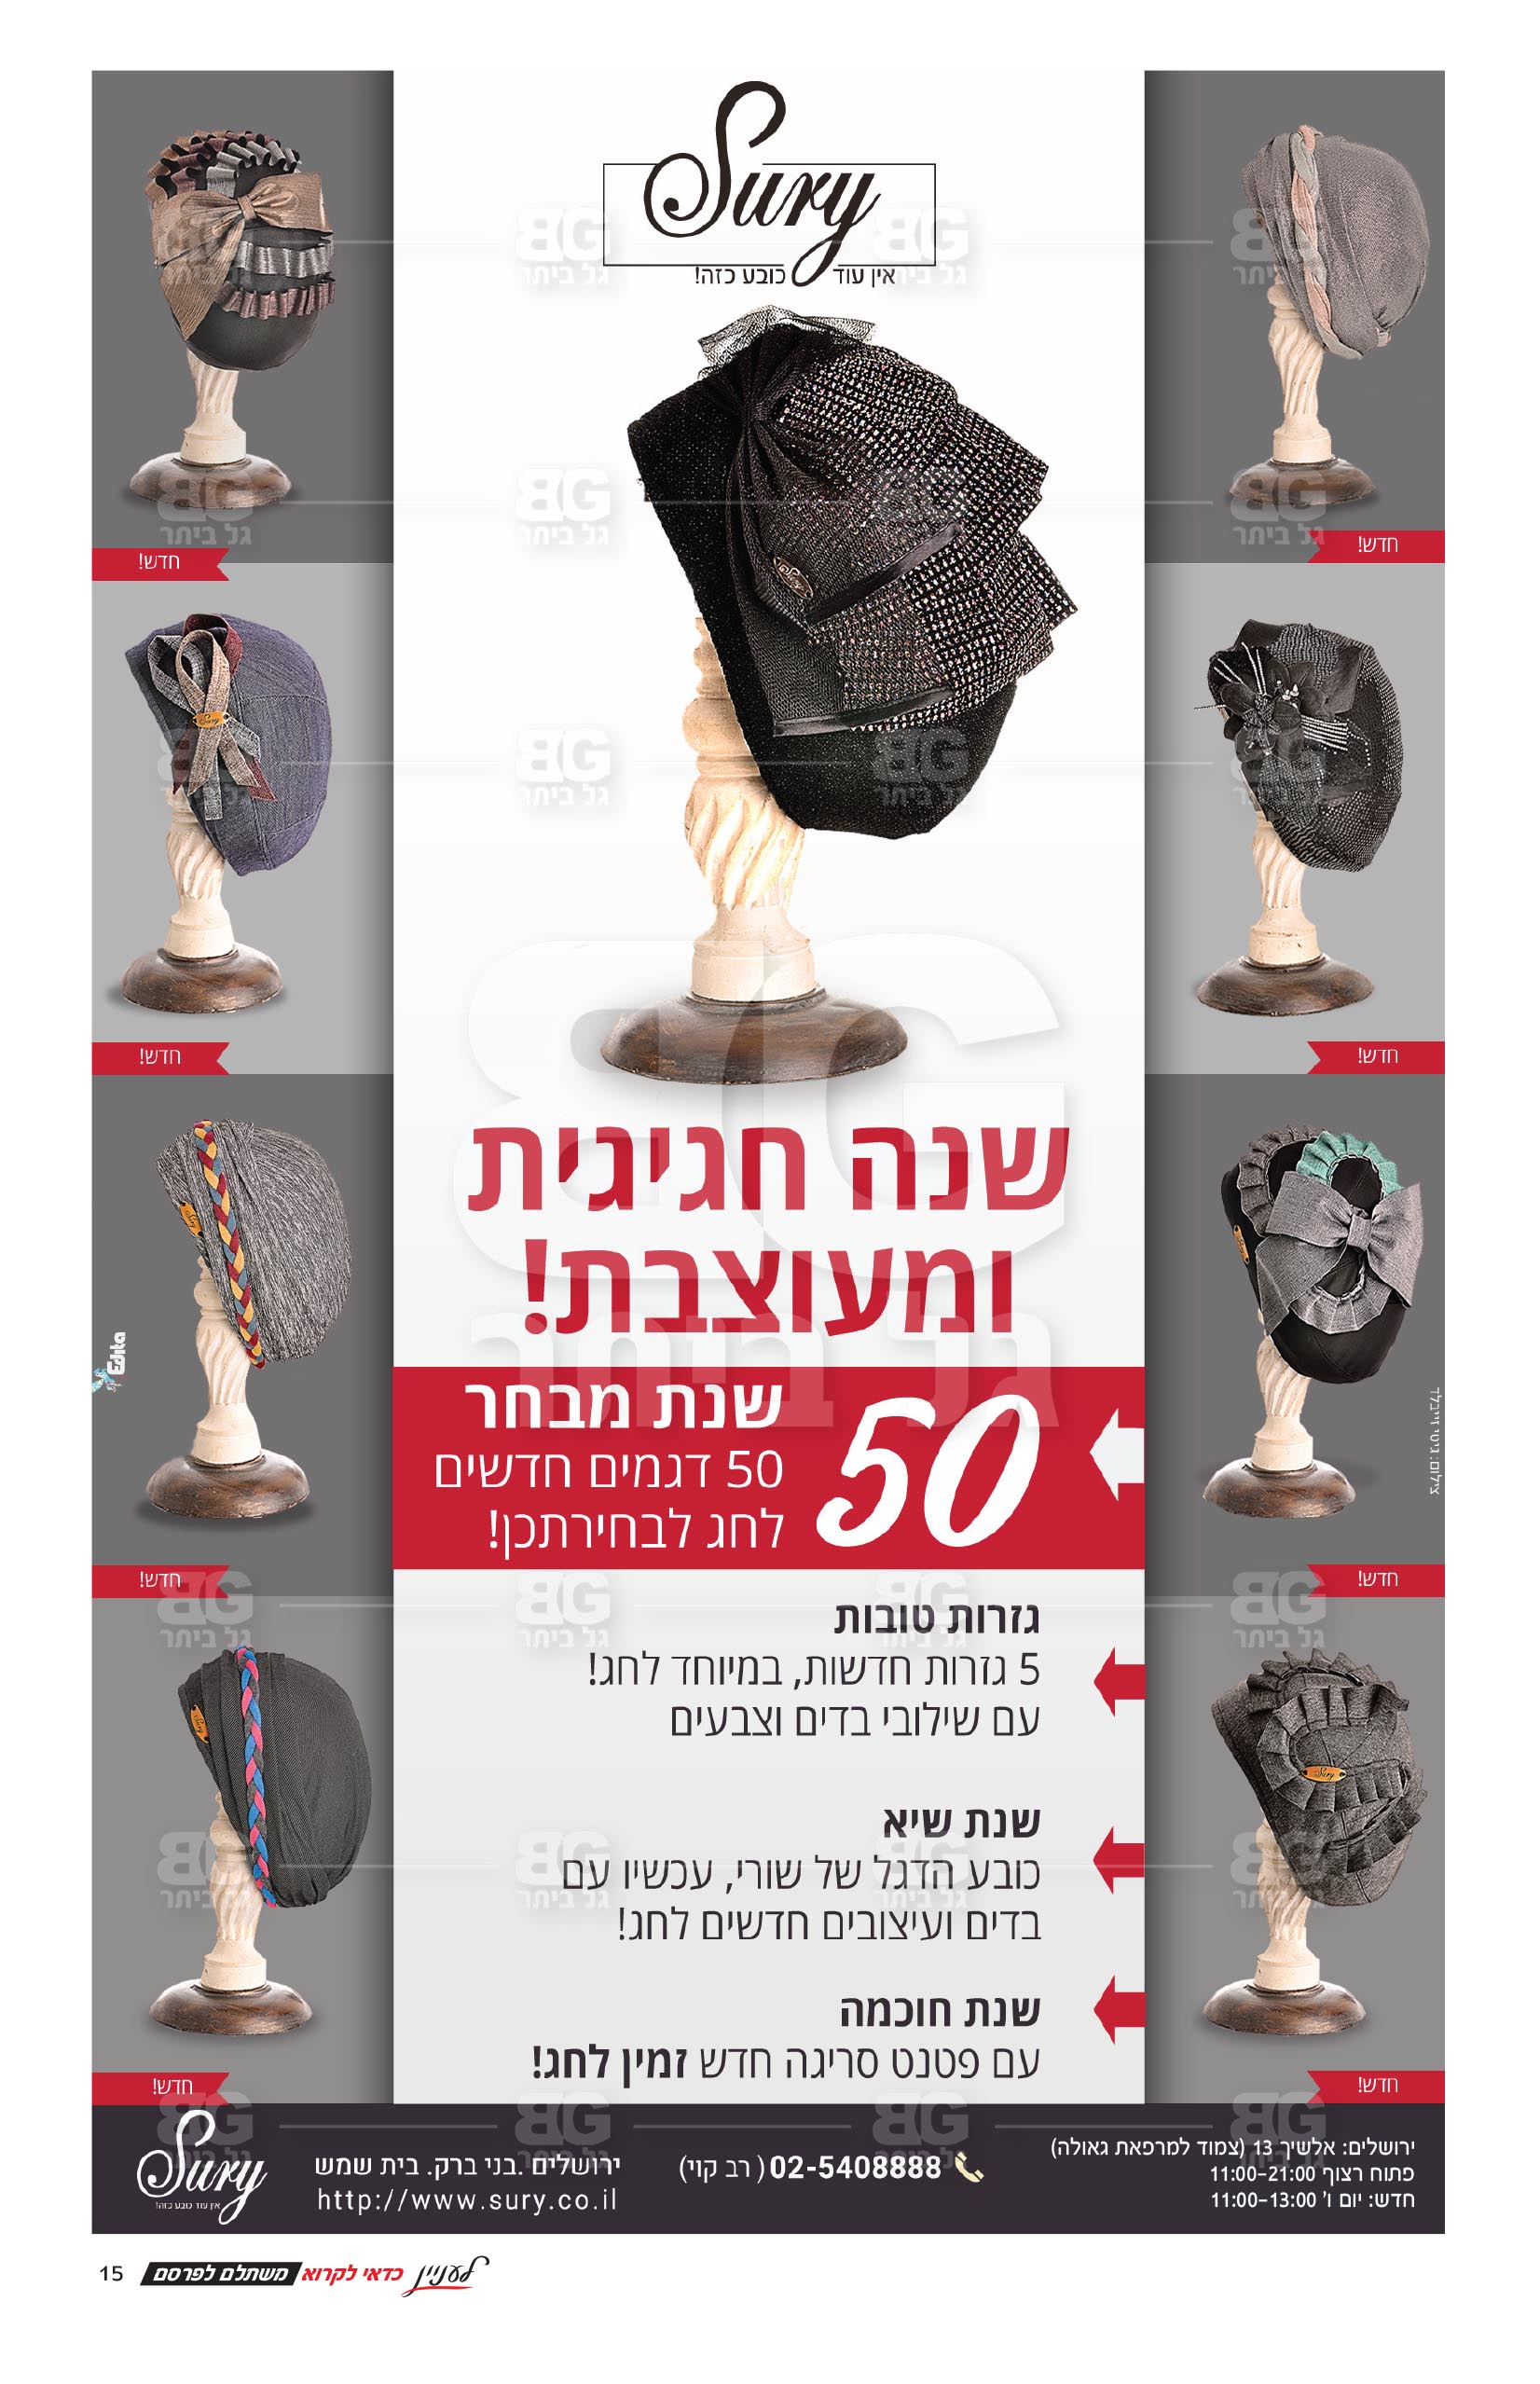 Sury
אין עוד כובע כזה!
חדש!
חדש!
חדש!
חדש!
חדש!
חדש!
חדש!
חדש!
שנה חגיגית
ומעוצבת!
50
שנת מבחר
50 דגמים חדשים
לחג לבחירתכן!
גזרות טובות
5 גזרות חדשות, במיוחד לחג!
עם שילובי בדים וצבעים
שנת שיא
כובע הדגל של שורי, עכשיו עם
בדים ועיצובים חדשים לחג!
שנת חוכמה
עם פטנט סריגה חדש זמין לחג!
ירושלים: אלשיך 13 (צמוד למרפאת גאולה)
פתוח רצוף 11:00-21:00
חדש: יום ו' 11:00-13:00
02-5408888 (רב קוי)
ירושלים .בני ברק. בית שמש
http://www.sury.co.il
Sury
אין עוד כובע כזה!
Edita
BG
גל ביתר
לעניין כדאי לקרוא משתלם לפרסם
15